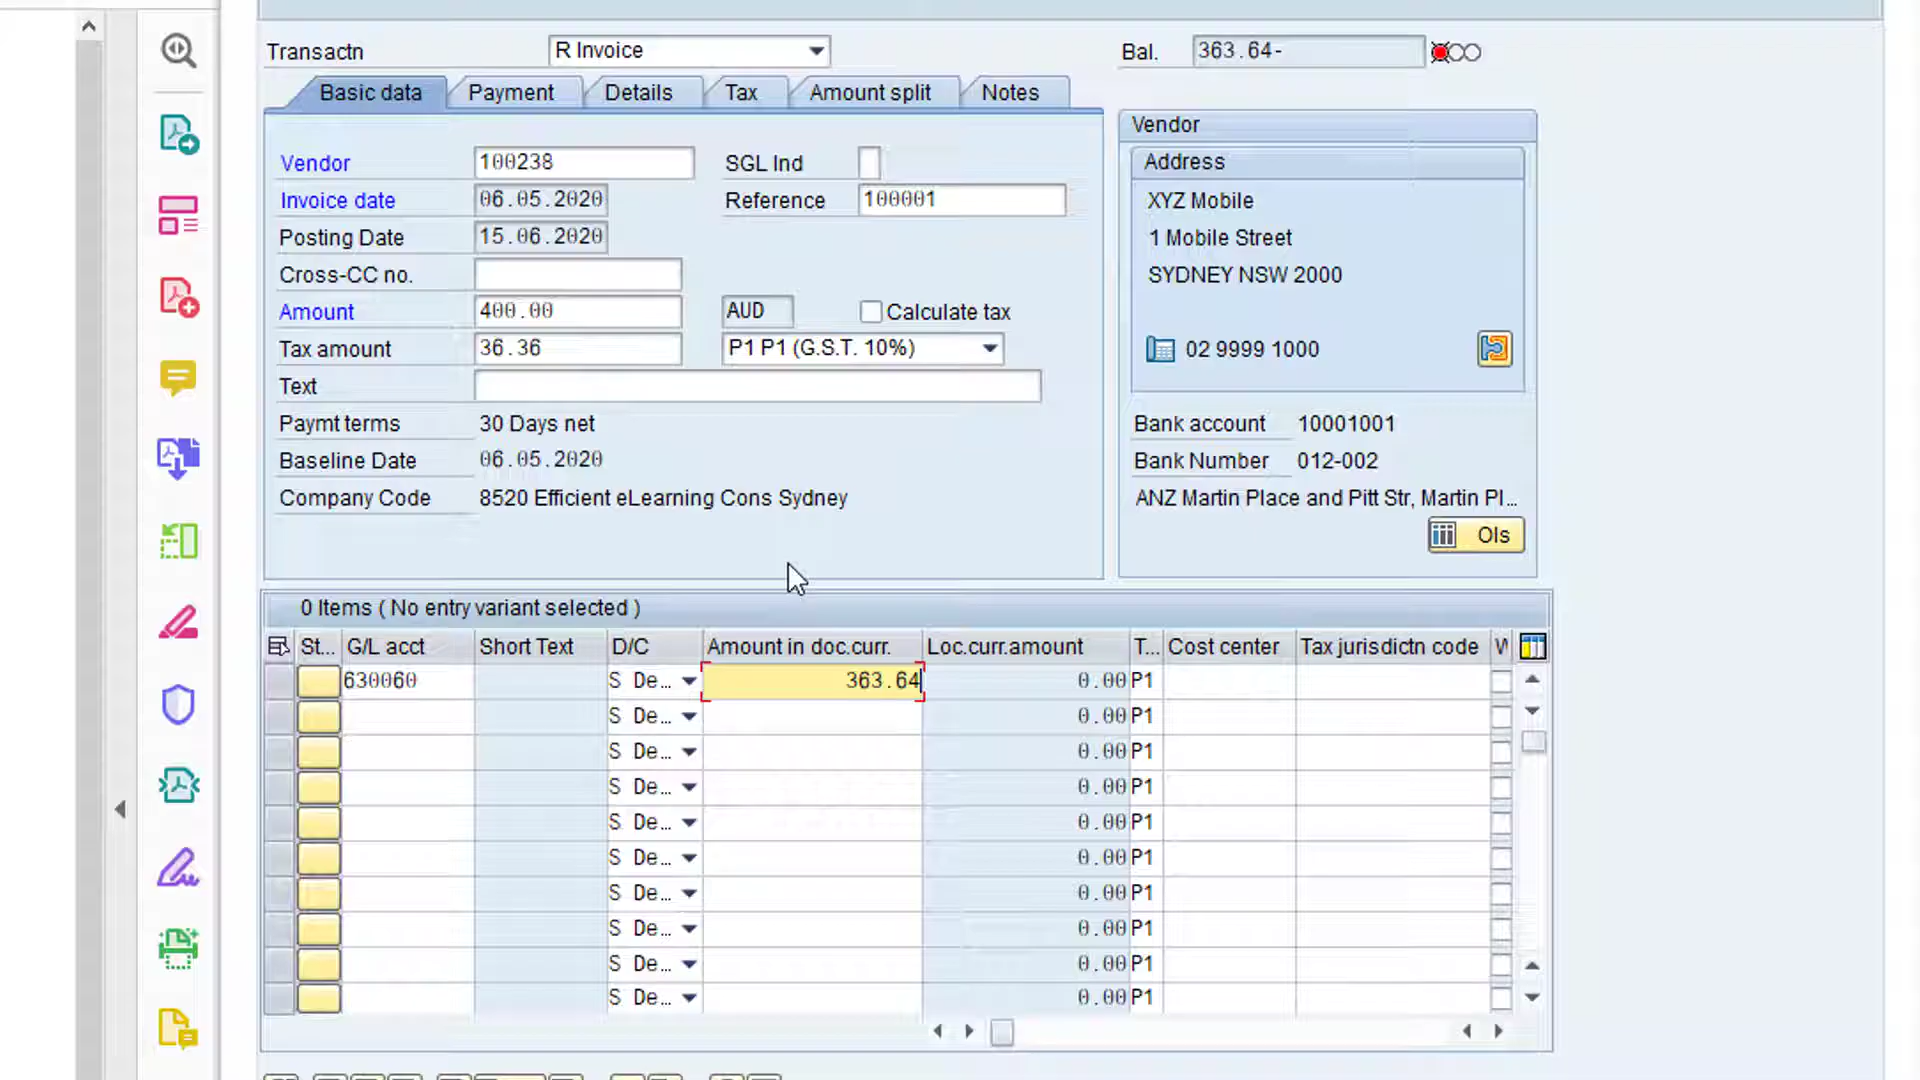 Transactn R Invoice Bal. 363.64-
Basic data Payment Details Tax Amount split Notes
Vendor 100238 SGL Ind
Invoice date 06.05.2020 Reference 100001
Posting Date 15.06.2020
Cross-CC no.
Amount 400.00 AUD Calculate tax
Tax amount 36.36 P1 P1 (G.S.T. 10%)
Text
Paymt terms 30 Days net
Baseline Date 06.05.2020
Company Code 8520 Efficient eLearning Cons Sydney
Vendor
Address
XYZ Mobile
1 Mobile Street
SYDNEY NSW 2000
02 9999 1000
Bank account 10001001
Bank Number 012-002
ANZ Martin Place and Pitt Str, Martin Pl...
OIs
0 Items ( No entry variant selected )
St... G/L acct Short Text D/C Amount in doc.curr. Loc.curr.amount T... Cost center Tax jurisdictn code W
630060 S De... 363.64 0.00 P1
S De... 0.00 P1
S De... 0.00 P1
S De... 0.00 P1
S De... 0.00 P1
S De... 0.00 P1
S De... 0.00 P1
S De... 0.00 P1
S De... 0.00 P1
S De... 0.00 P1